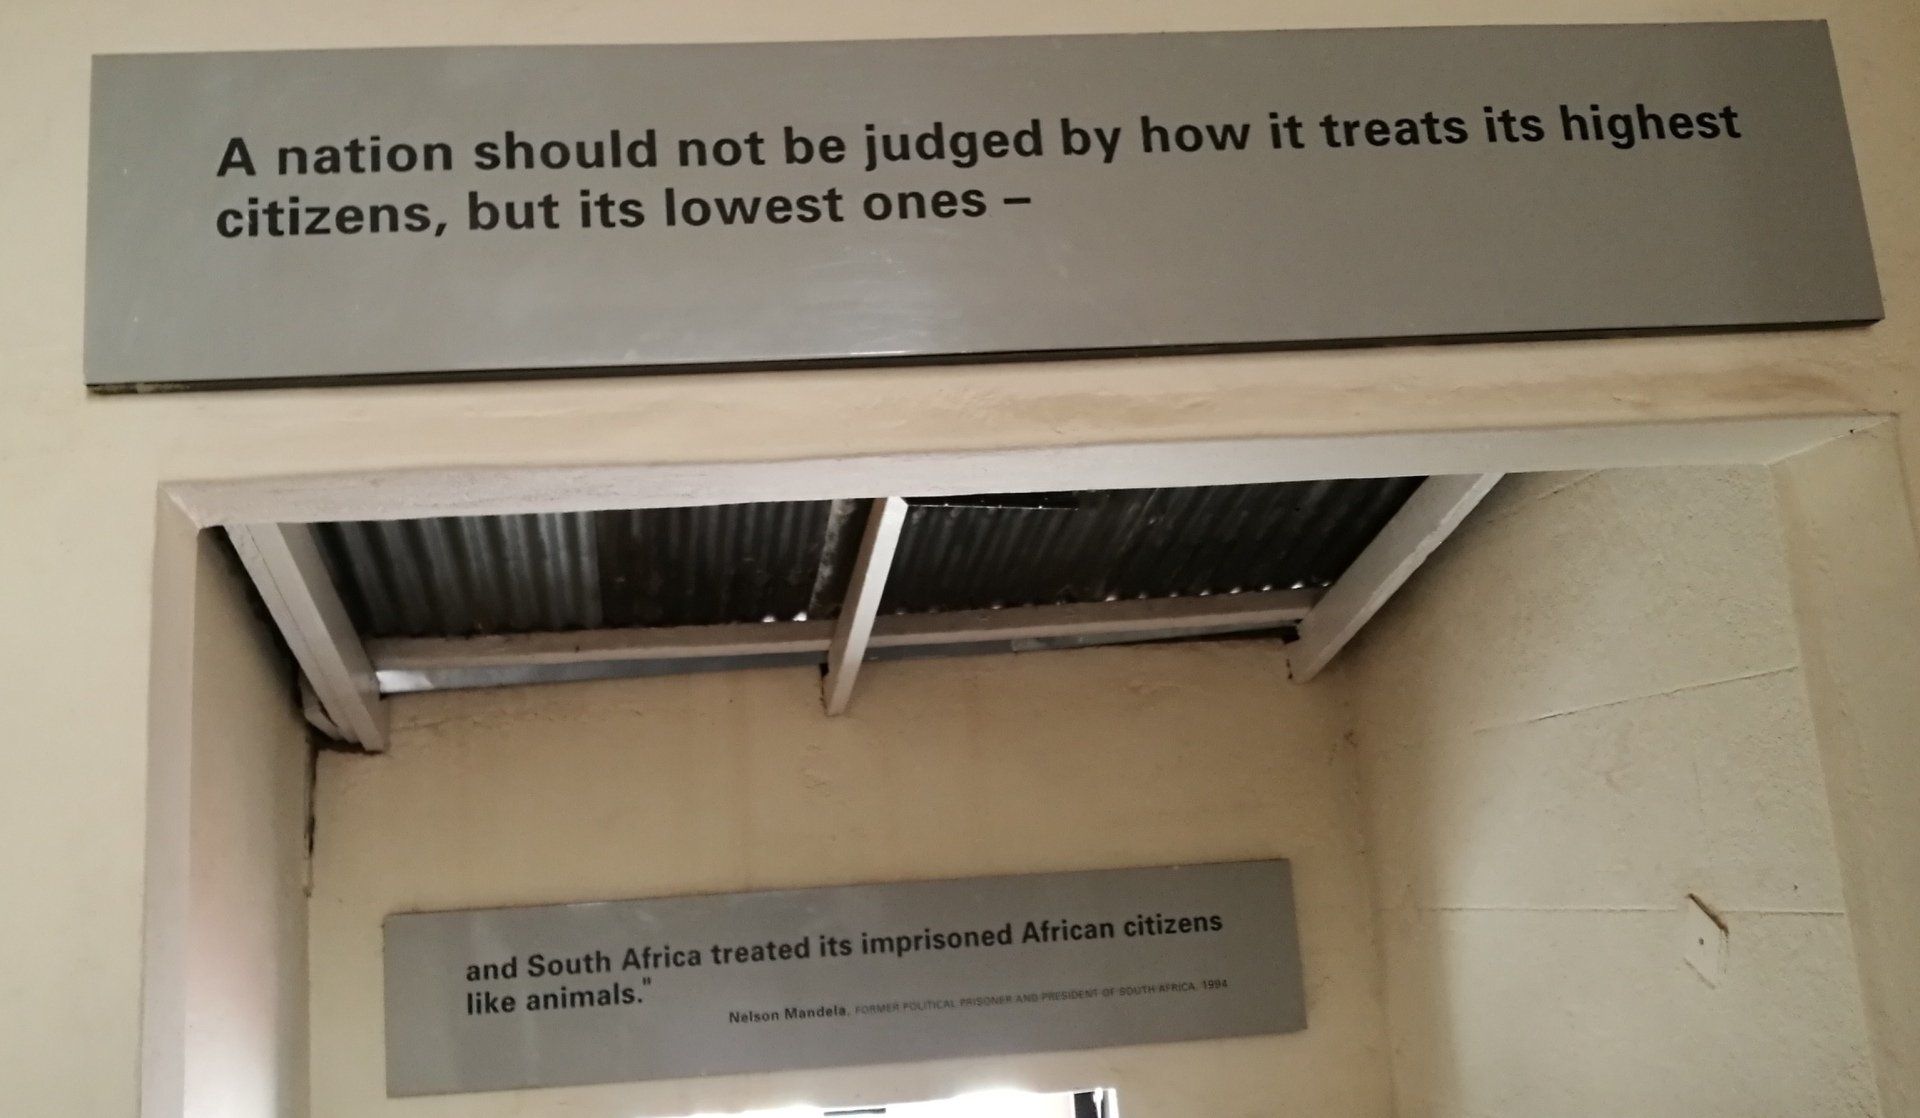 A nation should not be judged by how it treats its highest
citizens, but its lowest ones –
and South Africa treated its imprisoned African citizens
like animals."
Nelson Mandela, FORMER POLITICAL PRISONER AND PRESIDENT OF SOUTH AFRICA, 1994